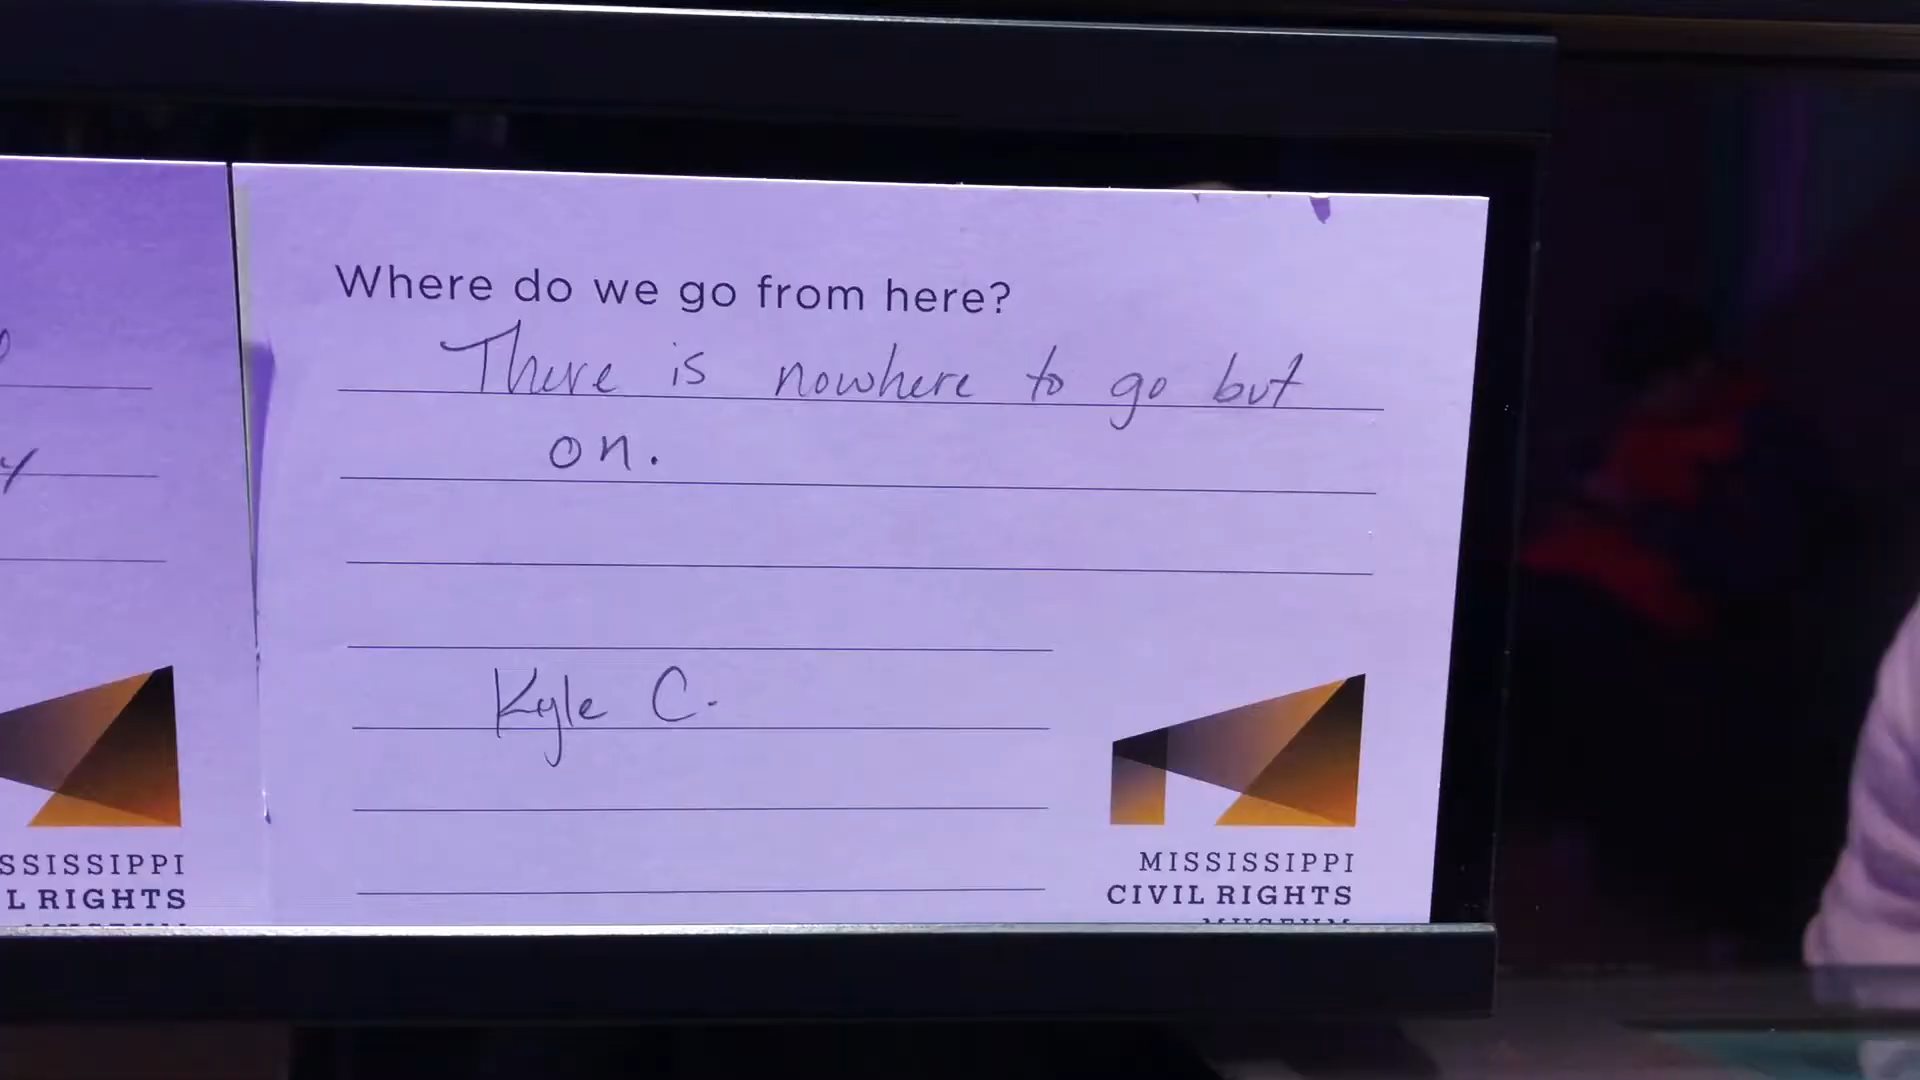 Where do we go from here?
There is nowhere to go but
on.
Kyle C.
MISSISSIPPI
CIVIL RIGHTS
MUSEUM
SSISSIPPI
L RIGHTS